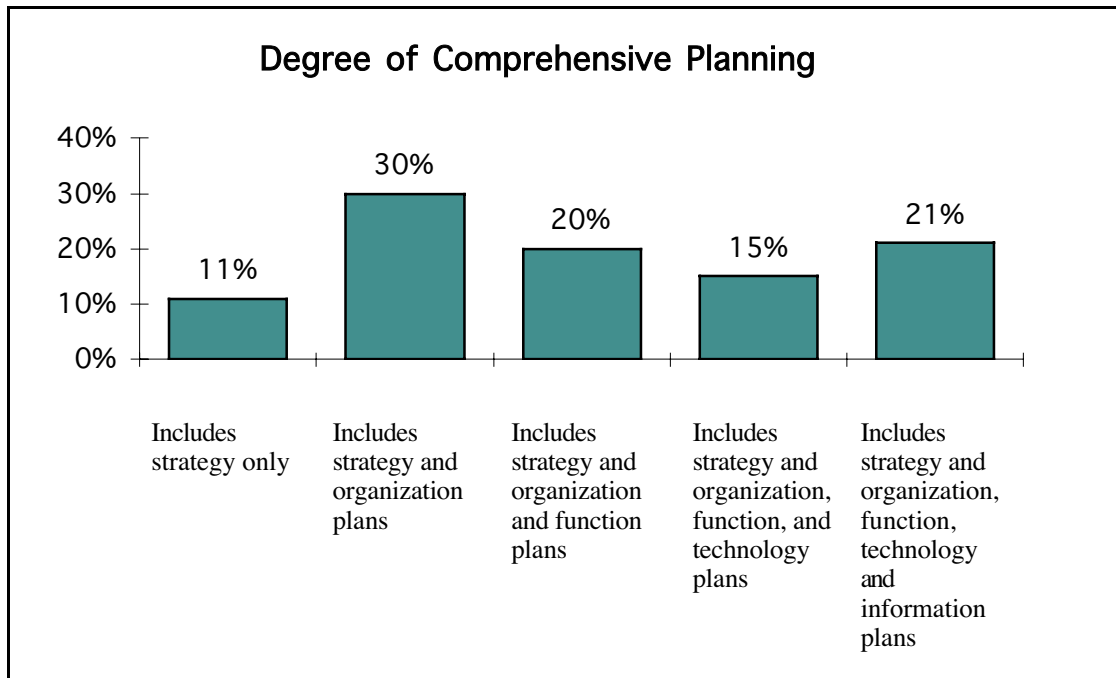 Degree of Comprehensive Planning
40%
30%
20%
10%
0%
11%
30%
20%
15%
21%
Includes
strategy only
Includes
strategy and
organization
plans
Includes
strategy and
organization
and function
plans
Includes
strategy and
organization,
function, and
technology
plans
Includes
strategy and
organization,
function,
technology
and
information
plans